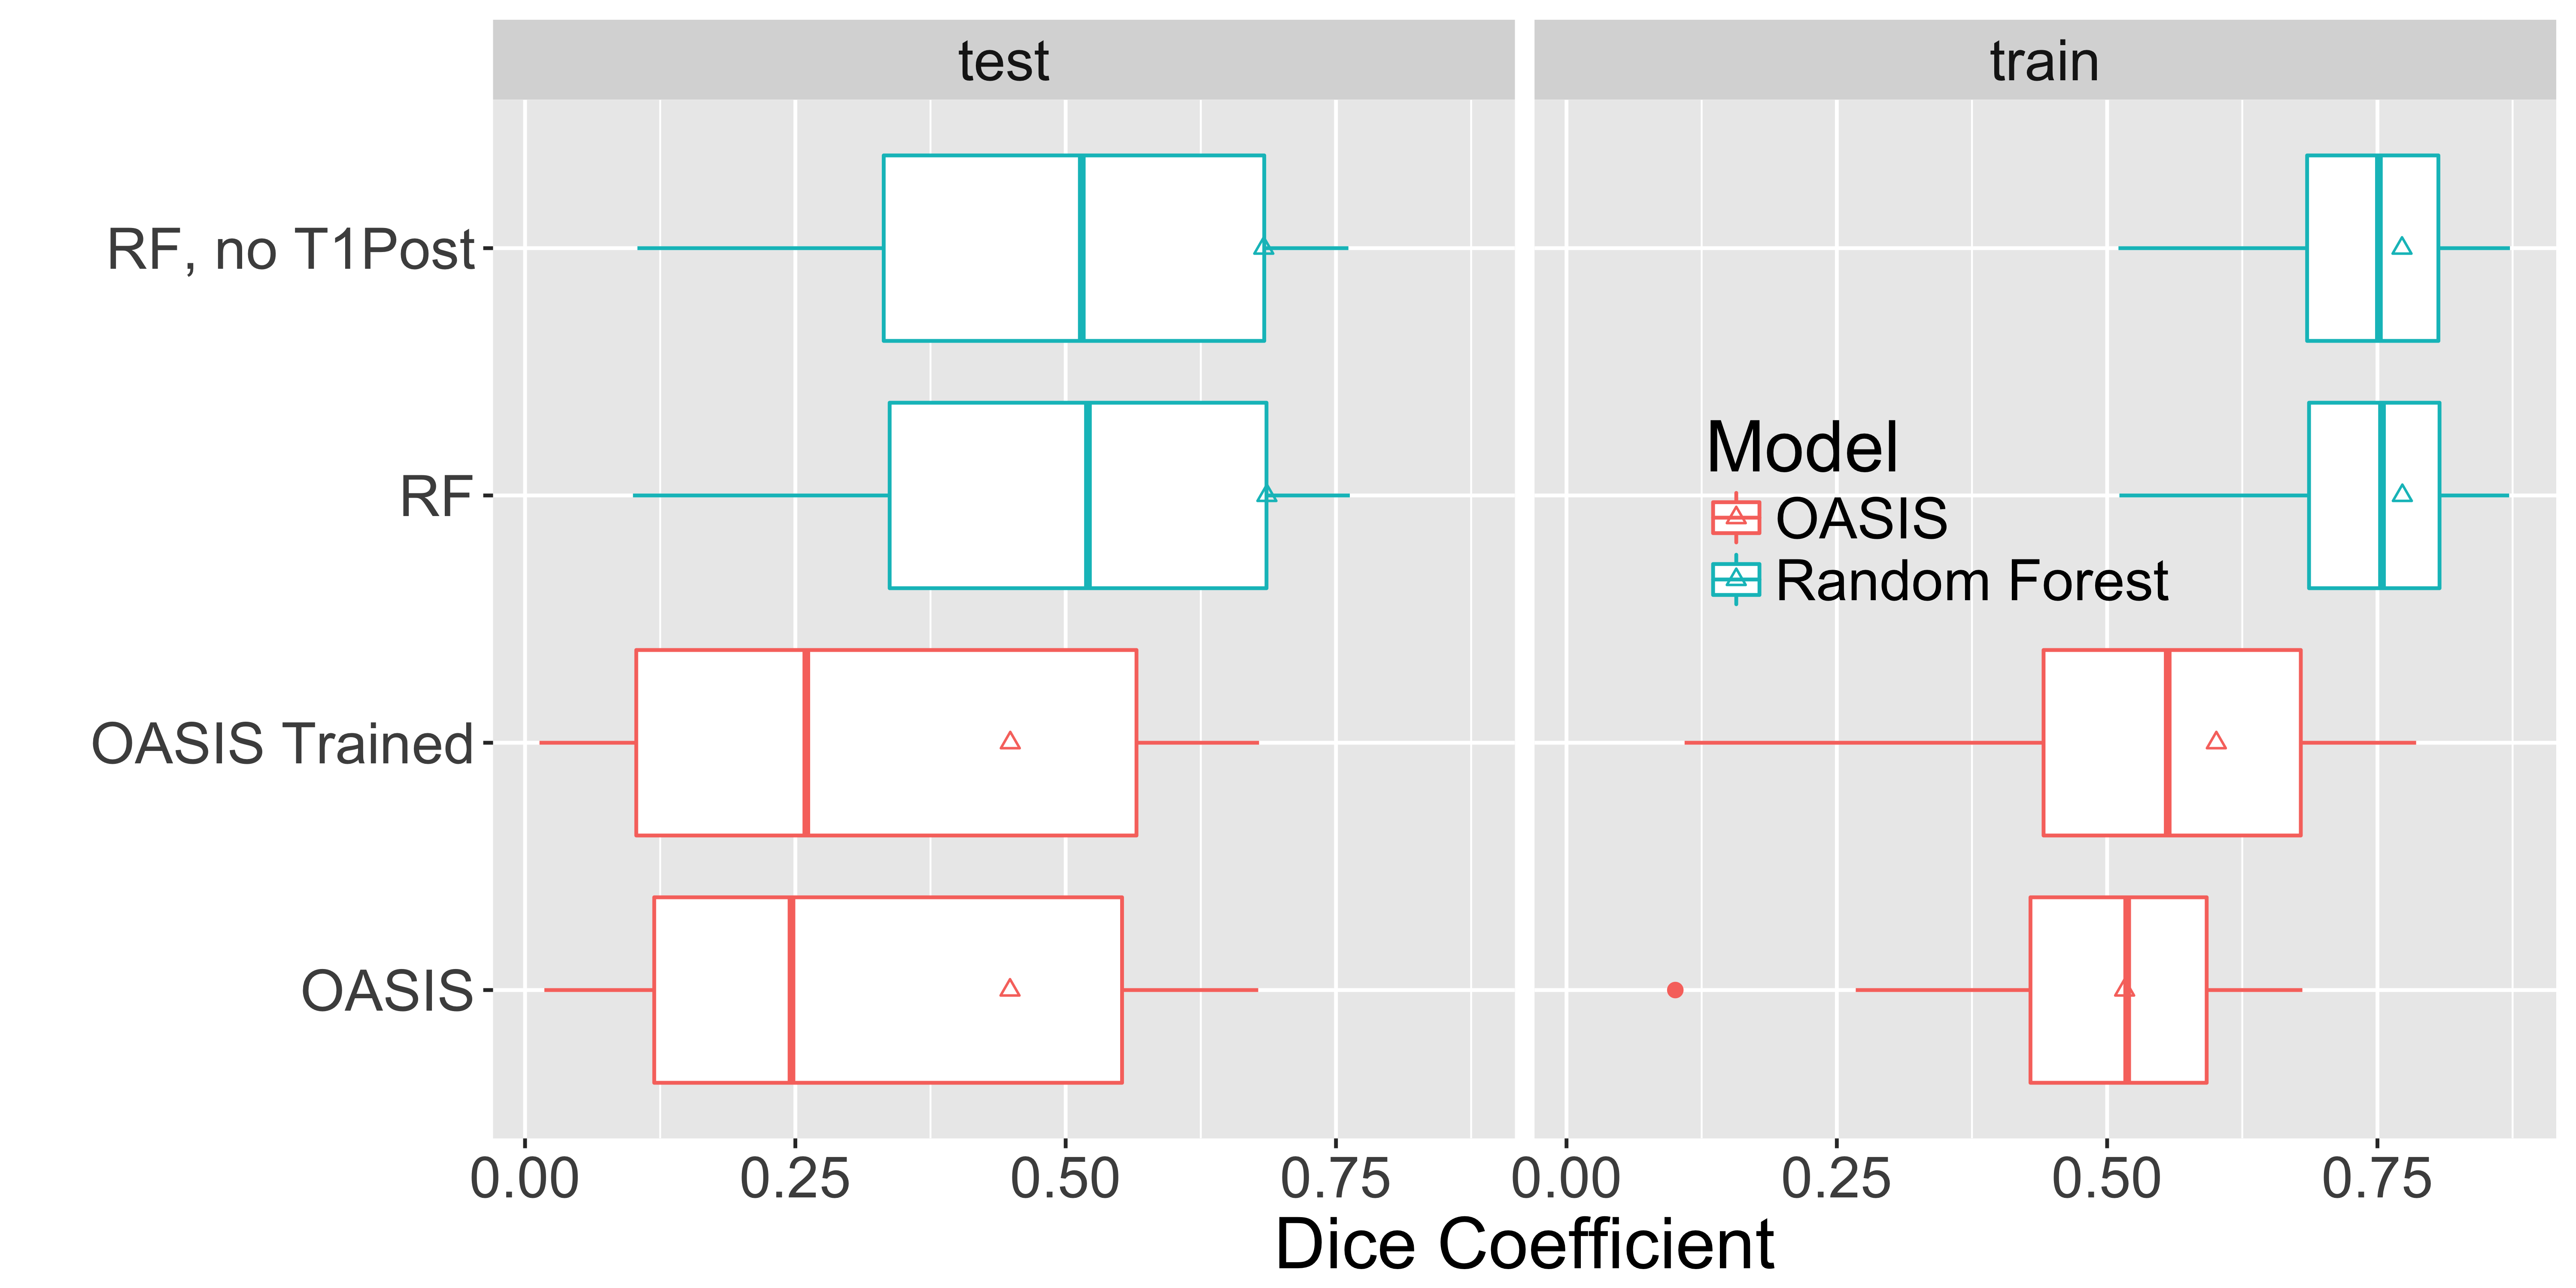 test
train
RF, no T1Post
RF
OASIS Trained
OASIS
Model
OASIS
Random Forest
0.00 0.25 0.50 0.75 0.00 0.25 0.50 0.75
Dice Coefficient